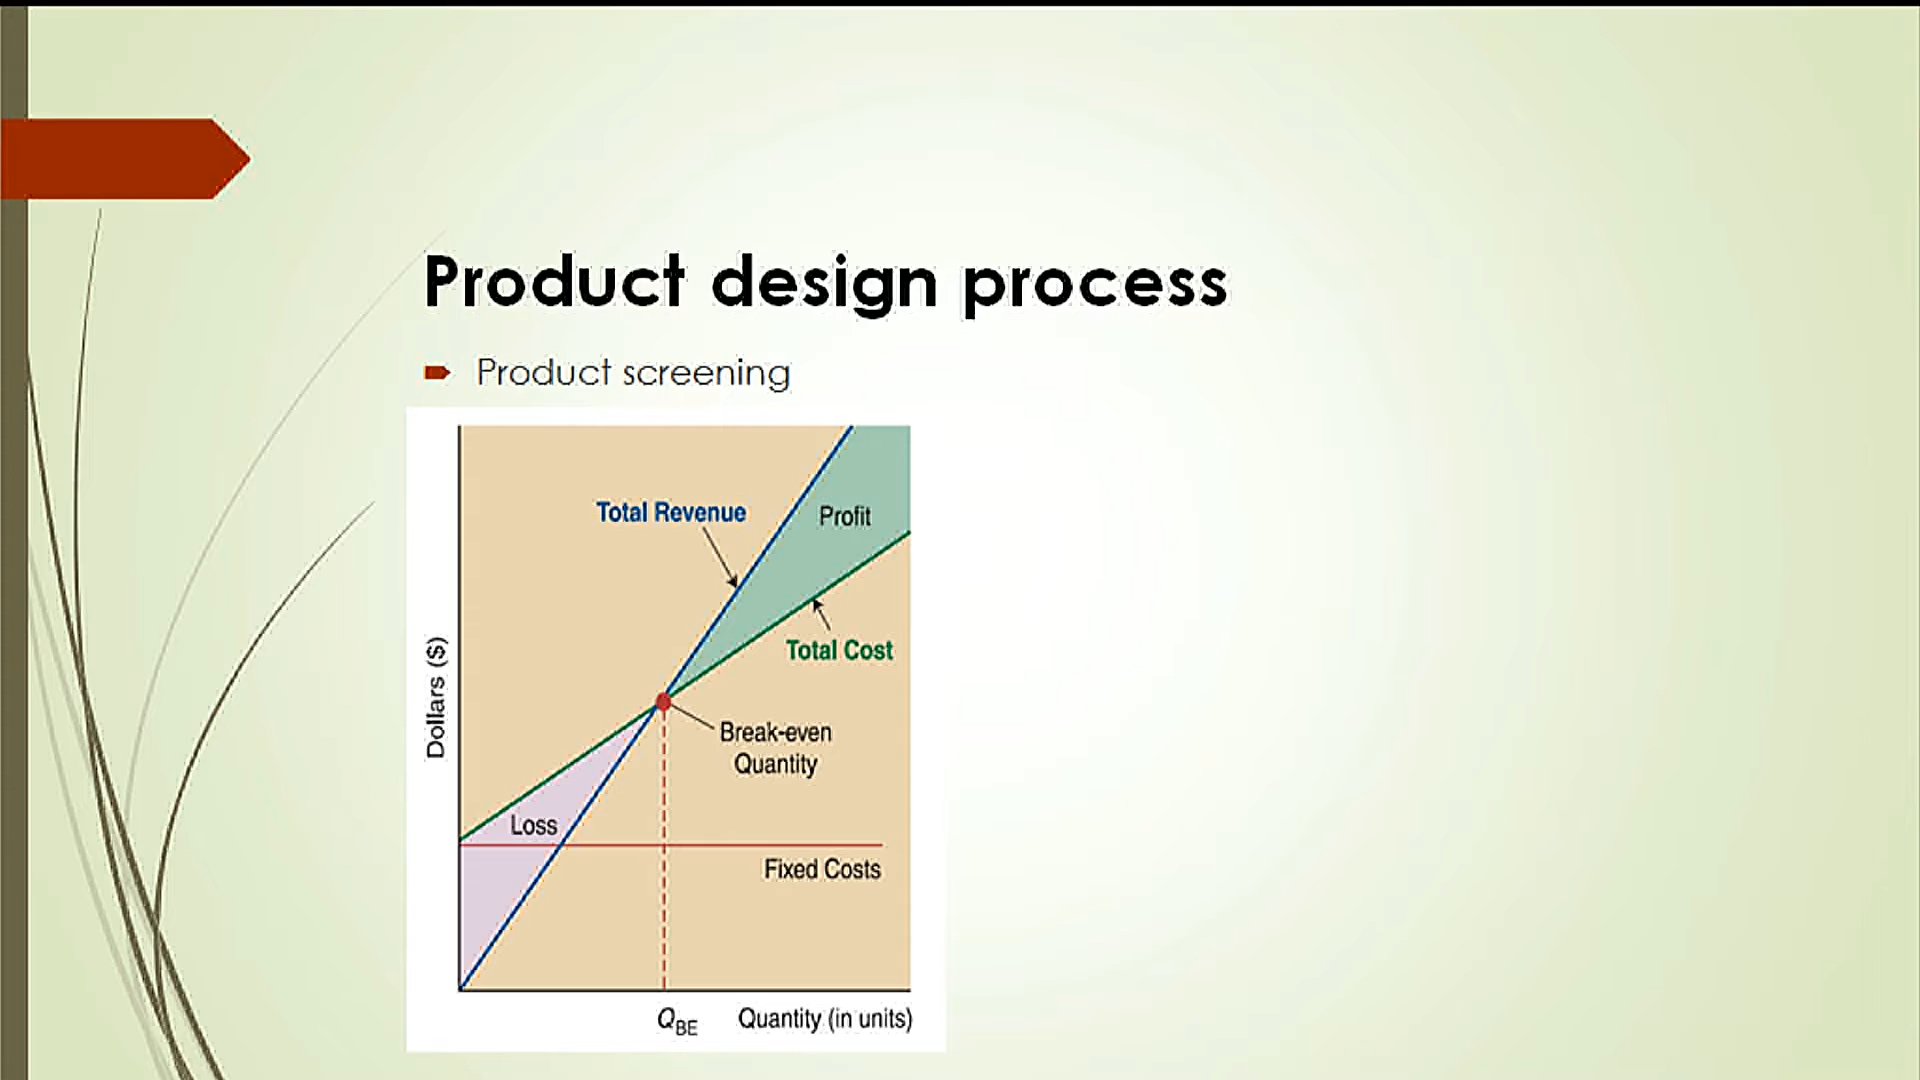 Product design process
Product screening
Total Revenue
Profit
Total Cost
Dollars ($)
Break-even
Quantity
Loss
Fixed Costs
QBE
Quantity (in units)